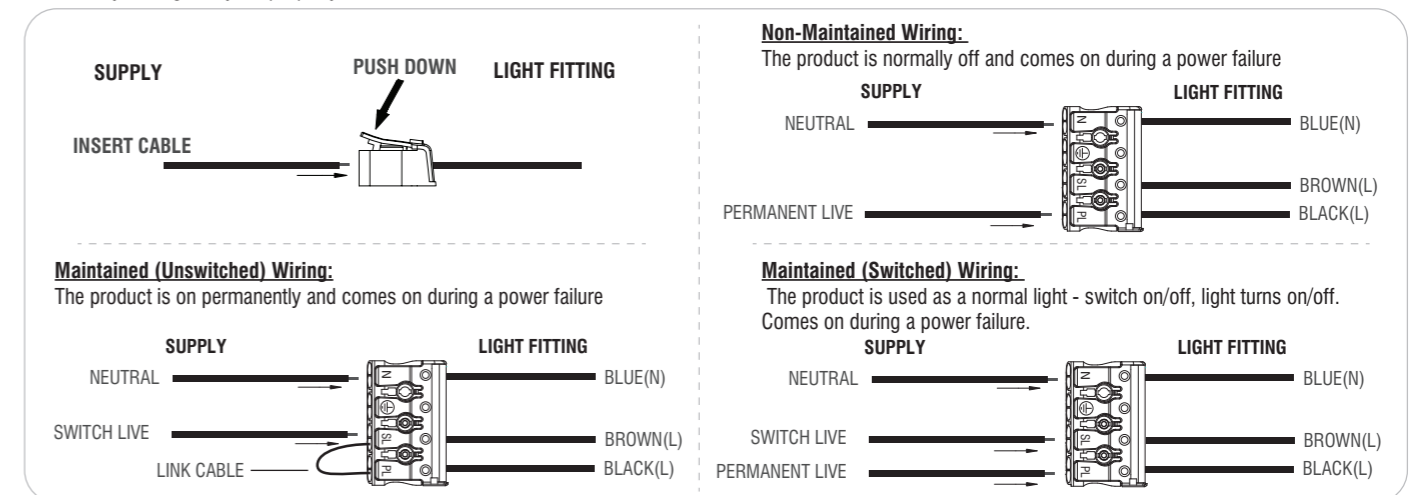 SUPPLY
PUSH DOWN
LIGHT FITTING
INSERT CABLE
Non-Maintained Wiring:
The product is normally off and comes on during a power failure
SUPPLY
LIGHT FITTING
NEUTRAL
N
BLUE(N)
SL
BROWN(L)
PERMANENT LIVE
PL
BLACK(L)
Maintained (Unswitched) Wiring:
The product is on permanently and comes on during a power failure
SUPPLY
LIGHT FITTING
NEUTRAL
N
BLUE(N)
SWITCH LIVE
SL
BROWN(L)
LINK CABLE
PL
BLACK(L)
Maintained (Switched) Wiring:
The product is used as a normal light - switch on/off, light turns on/off.
Comes on during a power failure.
SUPPLY
LIGHT FITTING
NEUTRAL
N
BLUE(N)
SWITCH LIVE
SL
BROWN(L)
PERMANENT LIVE
PL
BLACK(L)